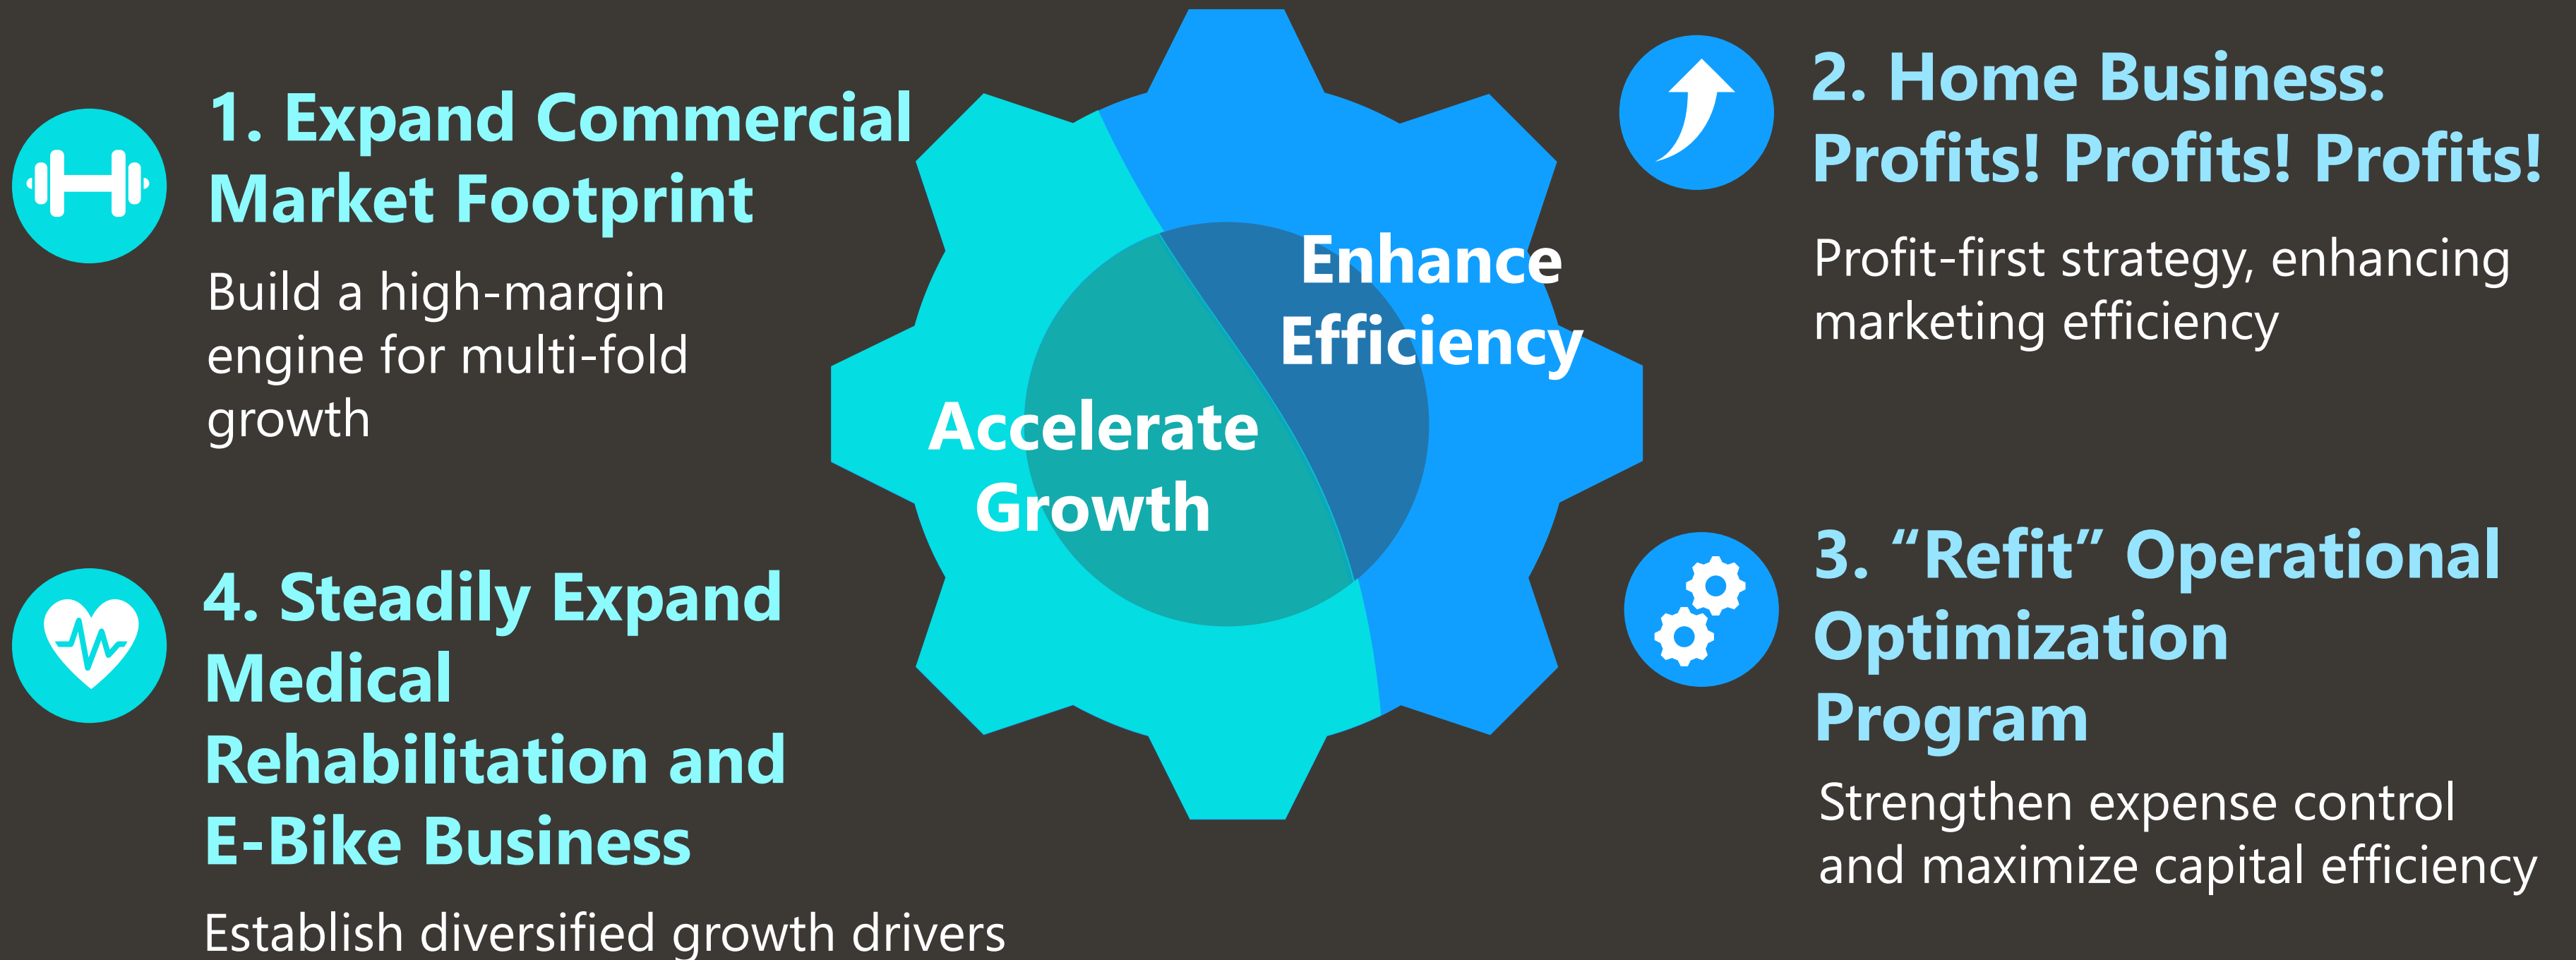 1. Expand Commercial
Market Footprint
Build a high-margin
engine for multi-fold
growth
2. Home Business:
Profits! Profits! Profits!
Profit-first strategy, enhancing
marketing efficiency
Enhance
Efficiency
Accelerate
Growth
3. “Refit” Operational
Optimization
Program
Strengthen expense control
and maximize capital efficiency
4. Steadily Expand
Medical
Rehabilitation and
E-Bike Business
Establish diversified growth drivers